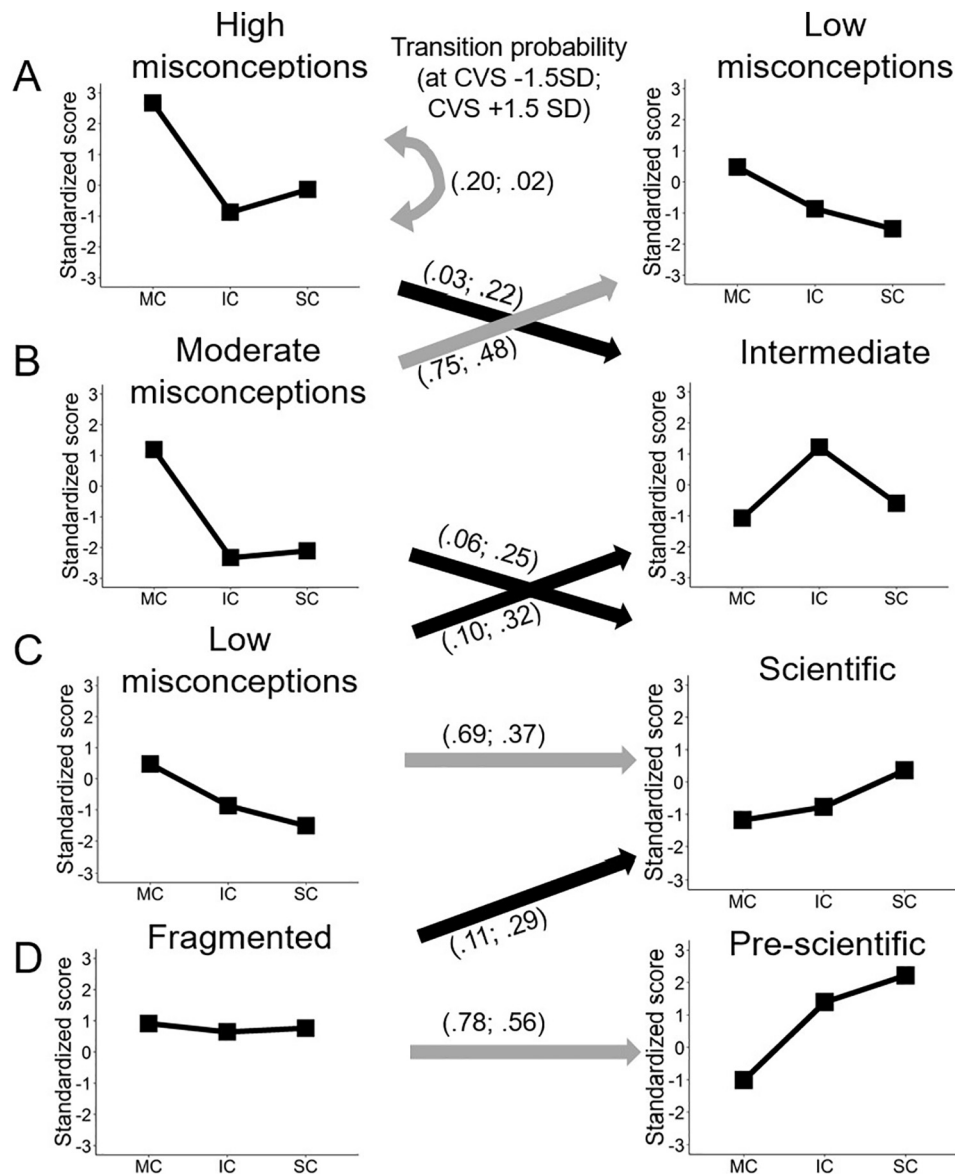 High
misconceptions
Transition probability
(at CVS -1.5SD;
CVS +1.5 SD)
Low
misconceptions
A
Standardized score
3
2
1
0
-1
-2
-3
MC IC SC
(.20; .02)
Standardized score
3
2
1
0
-1
-2
-3
MC IC SC
(.03; .22)
(.75; .48)
B
Moderate
misconceptions
Intermediate
Standardized score
3
2
1
0
-1
-2
-3
MC IC SC
Standardized score
3
2
1
0
-1
-2
-3
MC IC SC
(.06; .25)
(.10; .32)
C
Low
misconceptions
Scientific
Standardized score
3
2
1
0
-1
-2
-3
MC IC SC
(.69; .37)
Standardized score
3
2
1
0
-1
-2
-3
MC IC SC
(.11; .29)
D
Fragmented
Pre-scientific
Standardized score
3
2
1
0
-1
-2
-3
MC IC SC
(.78; .56)
Standardized score
3
2
1
0
-1
-2
-3
MC IC SC